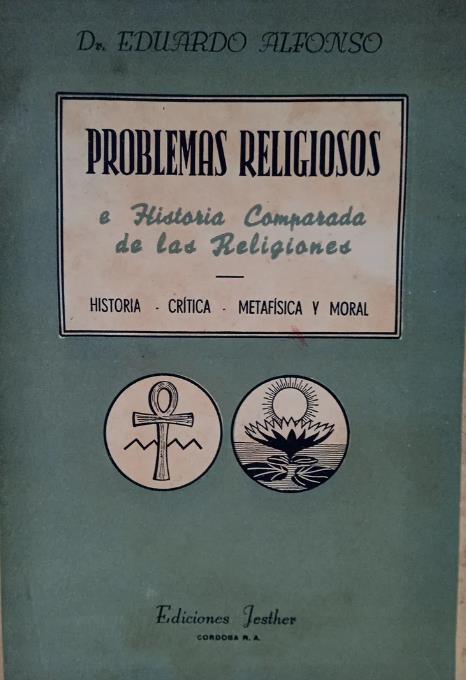 Dr. EDUARDO ALFONSO
PROBLEMAS RELIGIOSOS
e Historia Comparada
de las Religiones
HISTORIA - CRÍTICA - METAFÍSICA Y MORAL
Ediciones Jesther
CORDOBA R. A.